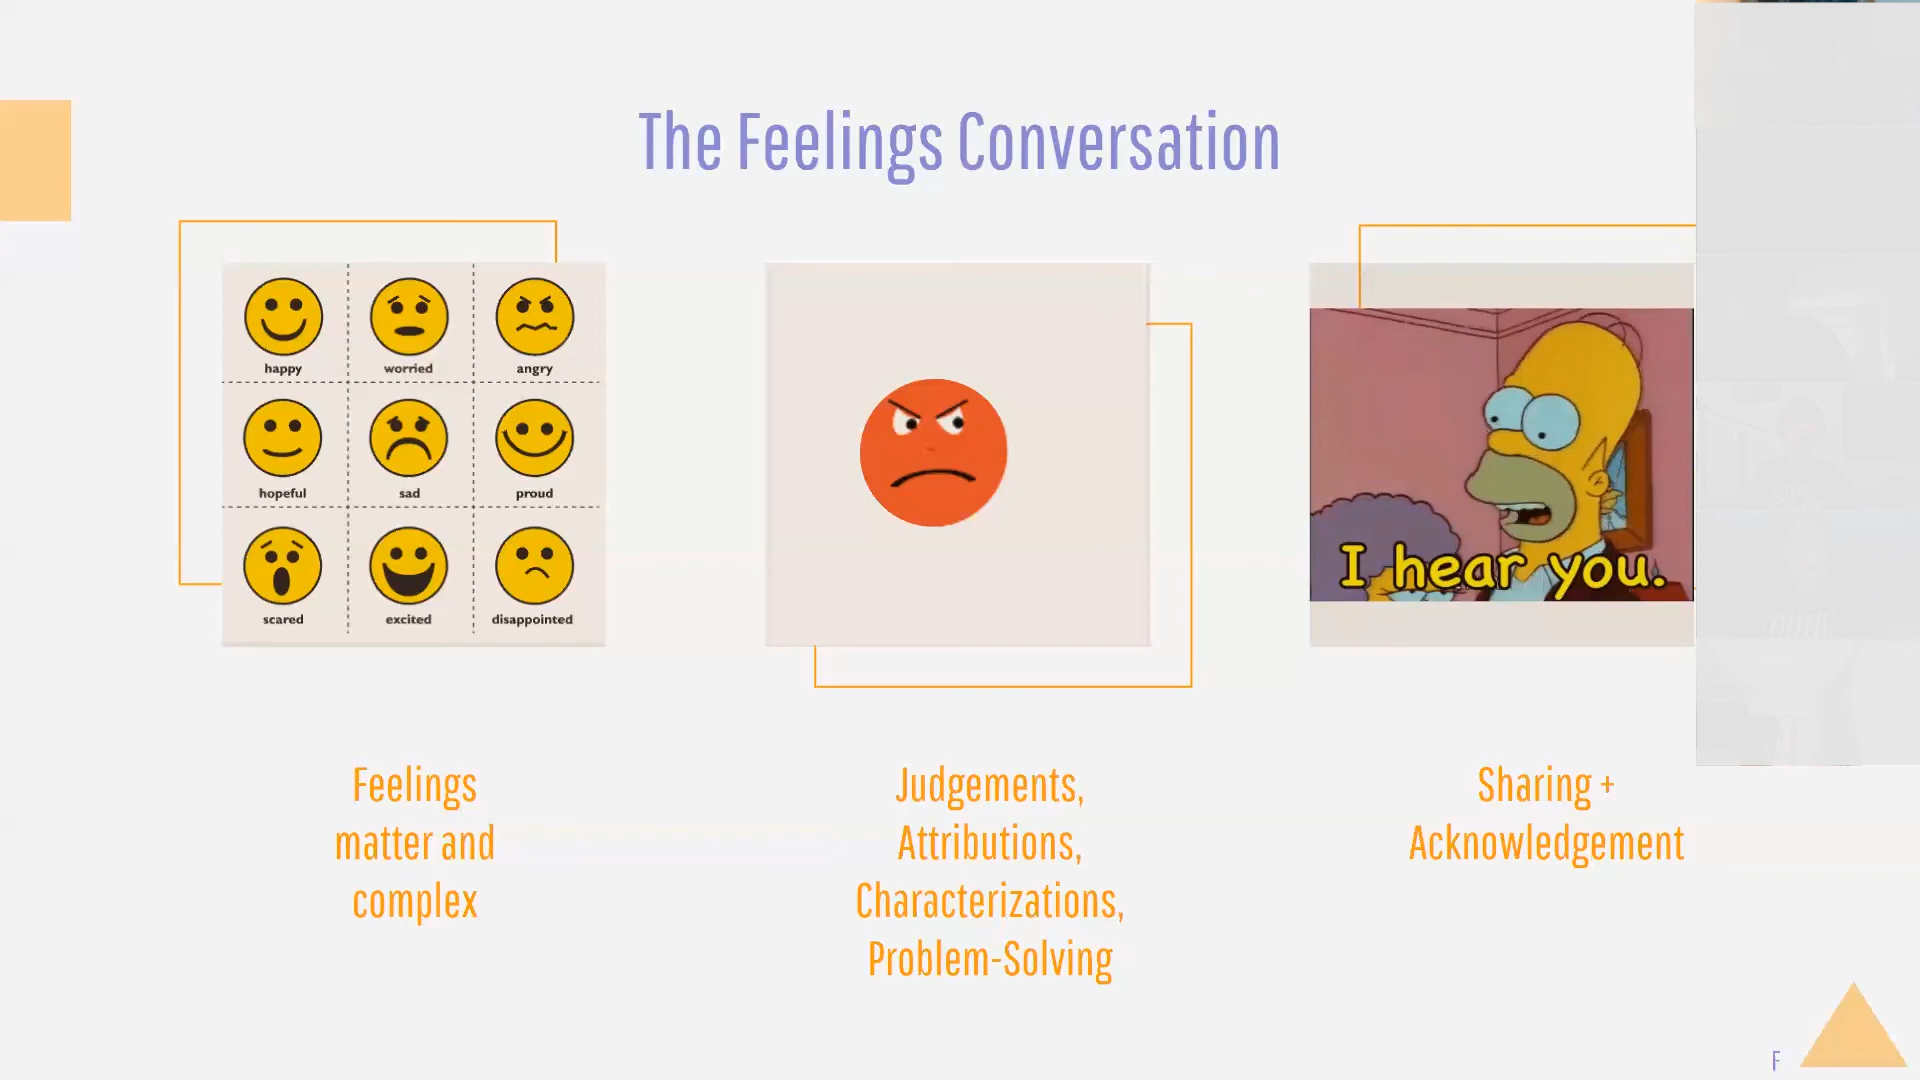 The Feelings Conversation
happy
worried
angry
hopeful
sad
proud
scared
excited
disappointed
I hear you.
Feelings
matter and
complex
Judgements,
Attributions,
Characterizations,
Problem-Solving
Sharing +
Acknowledgement
F